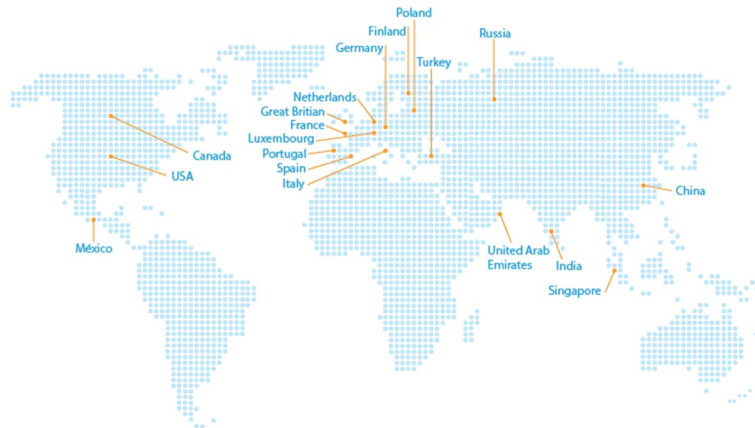 Poland
Finland
Russia
Germany
Turkey
Netherlands
Great Britian
France
Luxembourg
Canada
Portugal
Spain
USA
Italy
China
México
United Arab
Emirates
India
Singapore